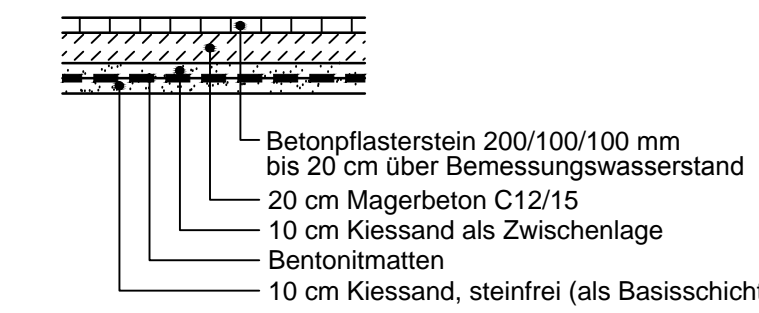 Betonpflasterstein 200/100/100 mm
bis 20 cm über Bemessungswasserstand
20 cm Magerbeton C12/15
10 cm Kiessand als Zwischenlage
Bentonitmatten
10 cm Kiessand, steinfrei (als Basisschicht